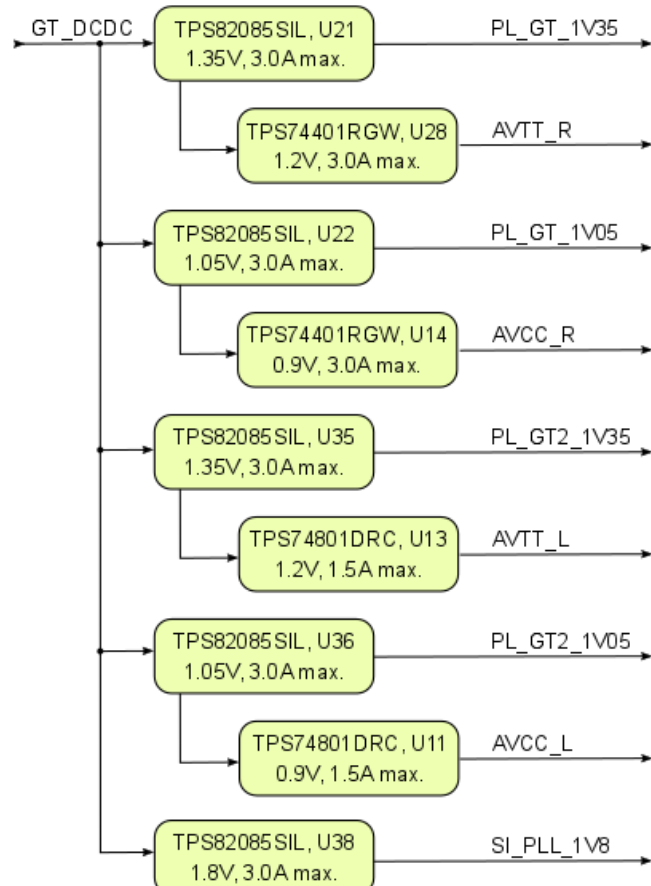 GT_DCDC
TPS82085SIL, U21
1.35V, 3.0A max.
PL_GT_1V35
TPS74401RGW, U28
1.2V, 3.0A max.
AVTT_R
TPS82085SIL, U22
1.05V, 3.0A max.
PL_GT_1V05
TPS74401RGW, U14
0.9V, 3.0A max.
AVCC_R
TPS82085SIL, U35
1.35V, 3.0A max.
PL_GT2_1V35
TPS74801DRC, U13
1.2V, 1.5A max.
AVTT_L
TPS82085SIL, U36
1.05V, 3.0A max.
PL_GT2_1V05
TPS74801DRC, U11
0.9V, 1.5A max.
AVCC_L
TPS82085SIL, U38
1.8V, 3.0A max.
SI_PLL_1V8